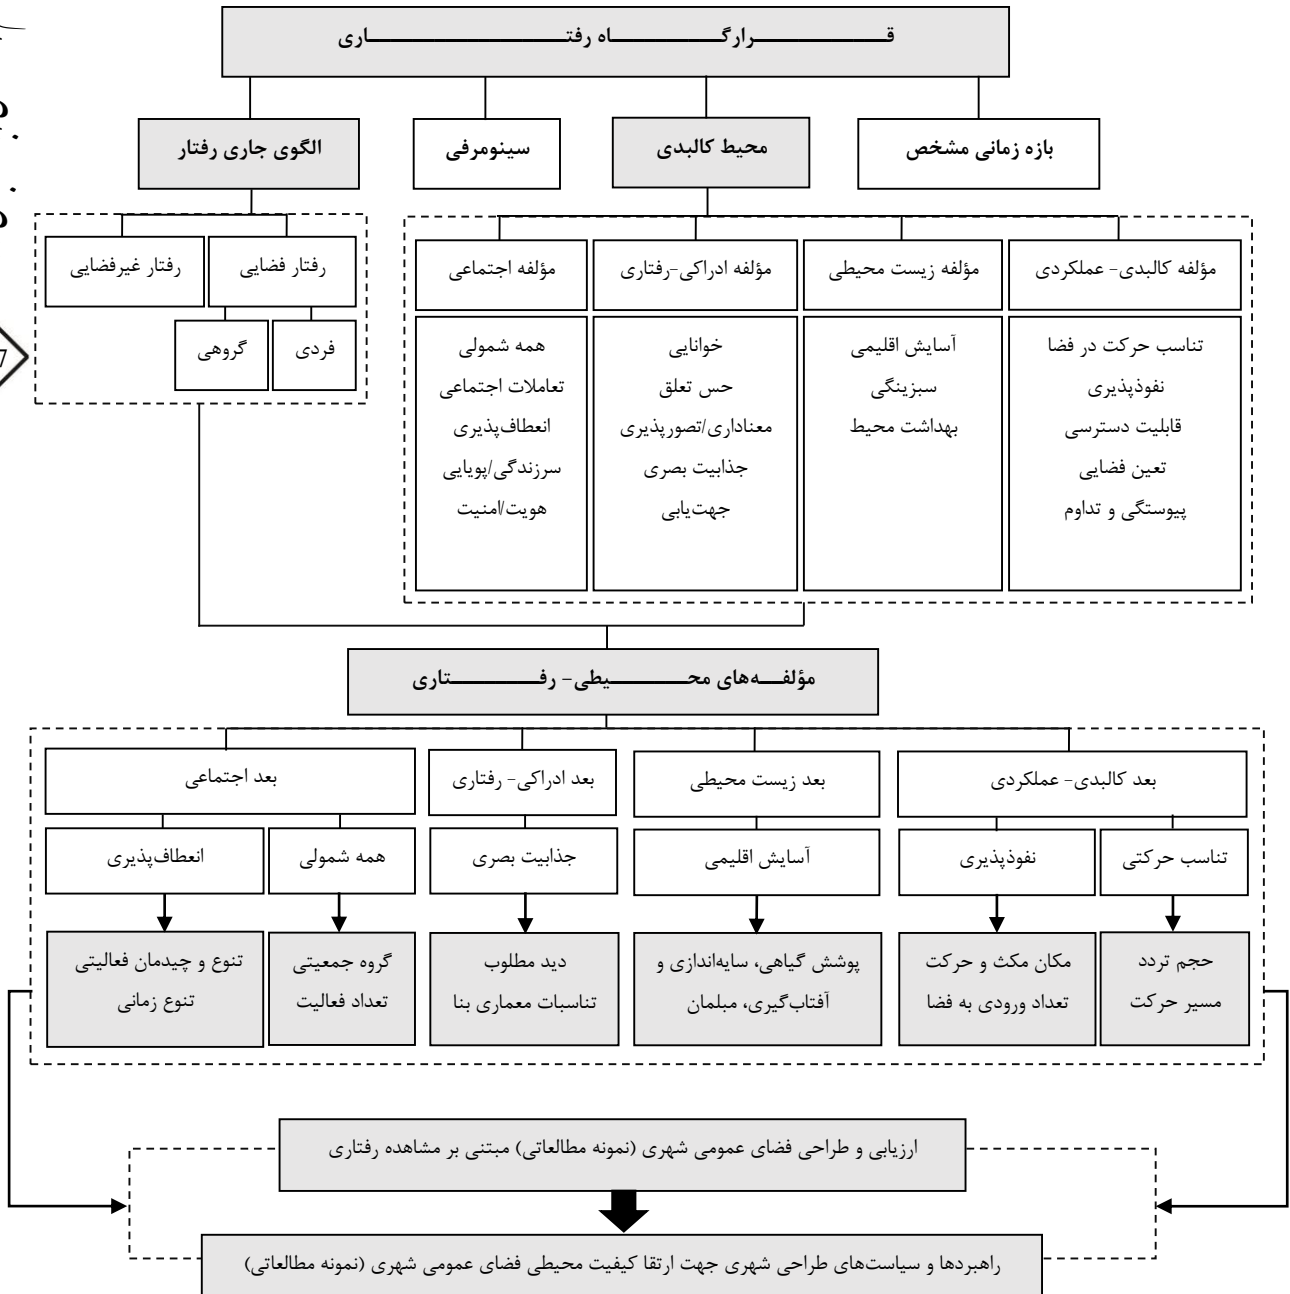 قرارگاه رفتاری
بازه زمانی مشخص
محیط کالبدی
سینومرفی
الگوی جاری رفتار
مؤلفه کالبدی- عملکردی
مؤلفه زیست محیطی
مؤلفه ادراکی-رفتاری
مؤلفه اجتماعی
رفتار فضایی
رفتار غیرفضایی
تناسب حرکت در فضا
نفوذپذیری
قابلیت دسترسی
تعین فضایی
پیوستگی و تداوم
آسایش اقلیمی
سبزینگی
بهداشت محیط
خوانایی
حس تعلق
معناداری/تصورپذیری
جذابیت بصری
جهت‌یابی
همه شمولی
تعاملات اجتماعی
انعطاف‌پذیری
سرزندگی/پویایی
هویت/امنیت
فردی
گروهی
7
مؤلفه‌های محیطی- رفتاری
بعد کالبدی- عملکردی
بعد زیست محیطی
بعد ادراکی- رفتاری
بعد اجتماعی
تناسب حرکتی
نفوذپذیری
آسایش اقلیمی
جذابیت بصری
همه شمولی
انعطاف‌پذیری
حجم تردد
مسیر حرکت
مکان مکث و حرکت
تعداد ورودی به فضا
پوشش گیاهی، سایه‌اندازی و
آفتاب‌گیری، مبلمان
دید مطلوب
تناسبات معماری بنا
گروه جمعیتی
تعداد فعالیت
تنوع و چیدمان فعالیتی
تنوع زمانی
ارزیابی و طراحی فضای عمومی شهری (نمونه مطالعاتی) مبتنی بر مشاهده رفتاری
راهبردها و سیاست‌های طراحی شهری جهت ارتقا کیفیت محیطی فضای عمومی شهری (نمونه مطالعاتی)